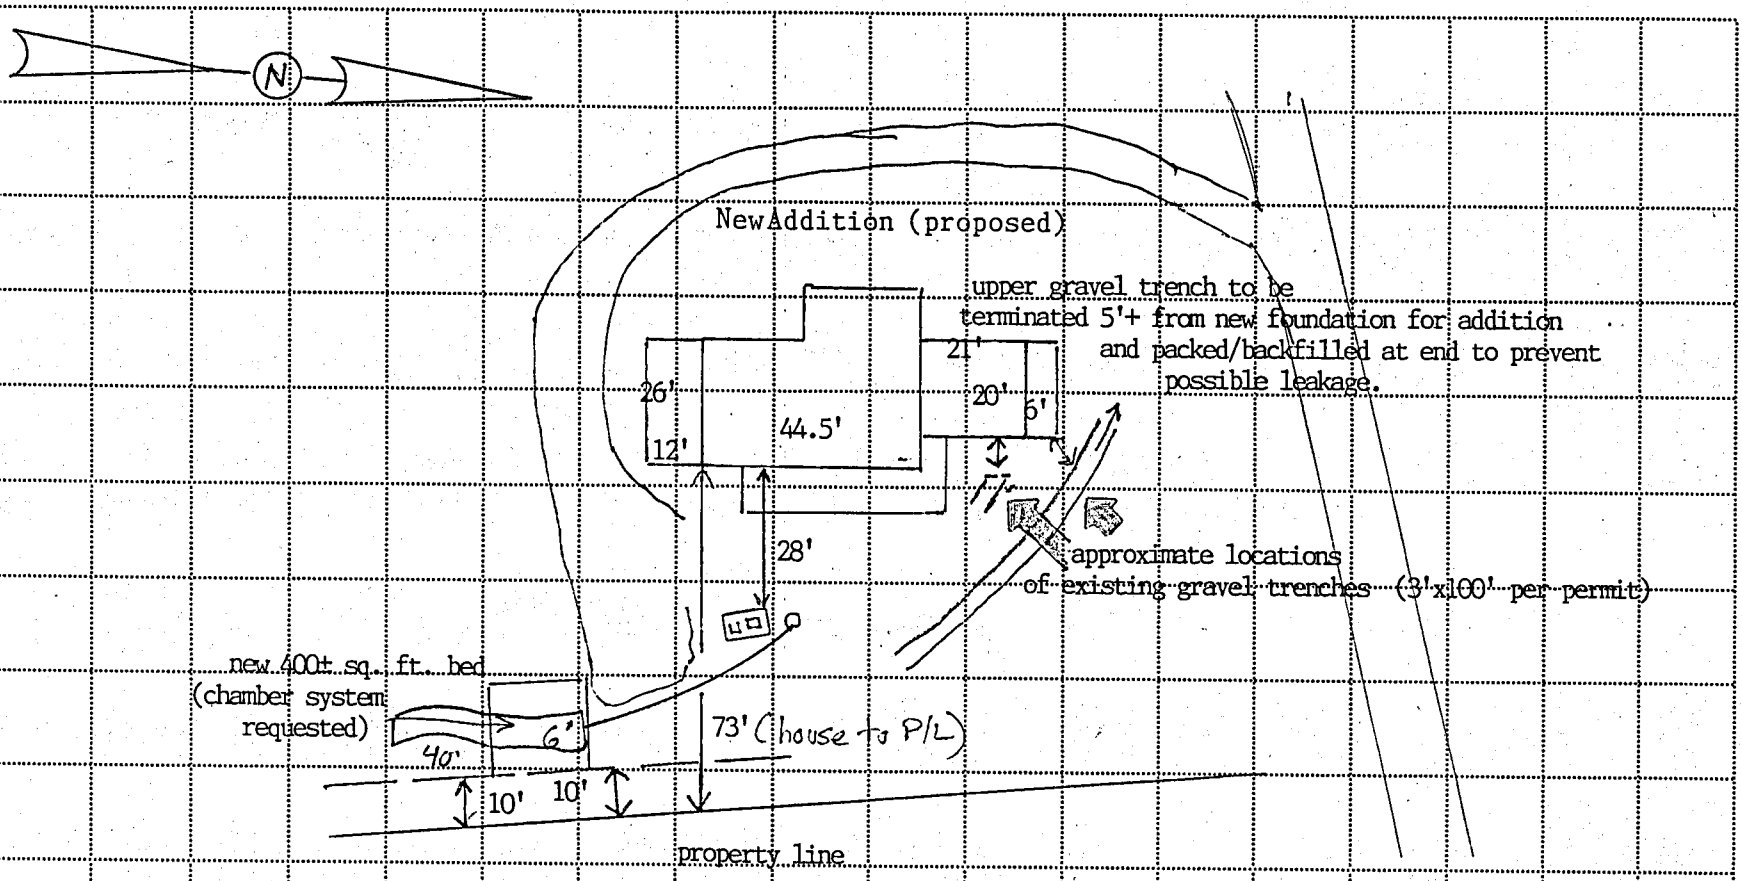 N
New Addition (proposed)
upper gravel trench to be
terminated 5'+ from new foundation for addition
and packed/backfilled at end to prevent
possible leakage.
21'
26'
20'
6'
44.5'
12'
28'
approximate locations
of existing gravel trenches (3'x100' per permit)
new 400± sq. ft. bed
(chamber system
requested)
6'
40'
73' (house to P/L)
10'
10'
property line